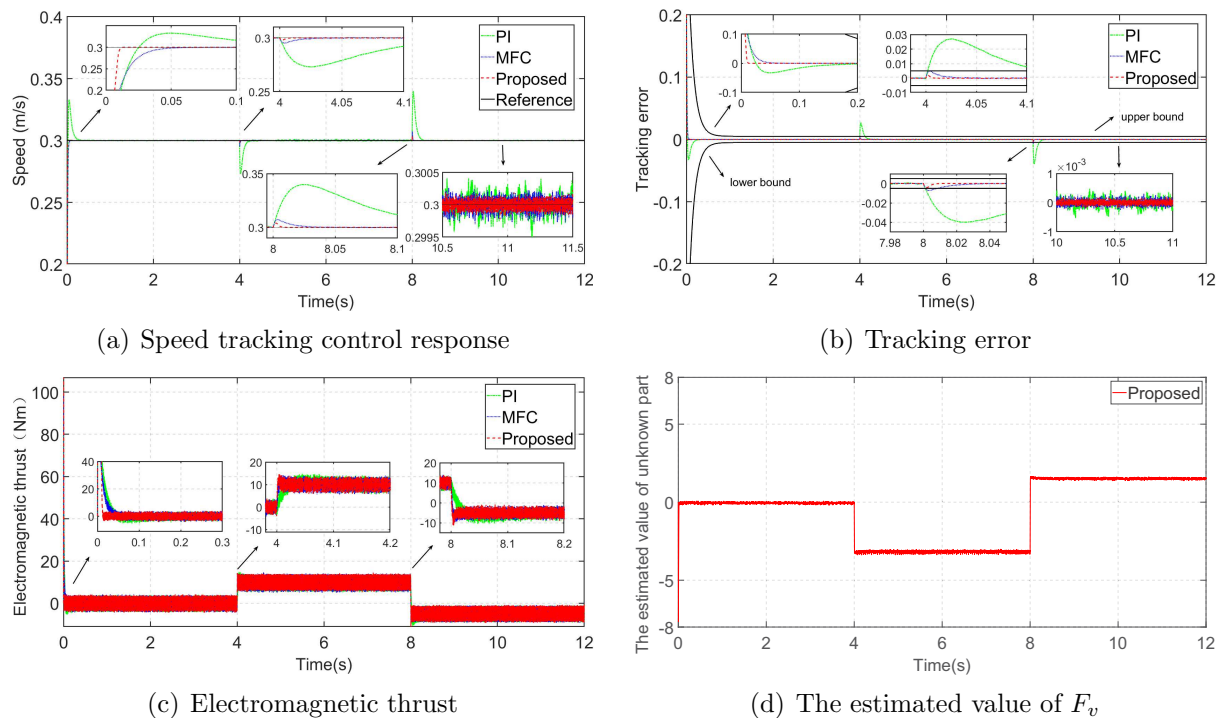 0.4
0.35
0.3
0.25
0.2
Speed (m/s)
0.3
0.2
0 0.05 0.1
0.3
0.25
4 4.05 4.1
PI
MFC
Proposed
Reference
0.35
0.3
8 8.05 8.1
0.3005
0.3
0.2995
10.5 11 11.5
0 2 4 6 8 10 12
Time(s)
(a) Speed tracking control response
0.2
0.1
0
-0.1
-0.2
Tracking error
0.1
0
-0.1
0 0.1 0.2
0.03
0.02
0.01
0
-0.01
4 4.05 4.1
PI
MFC
Proposed
upper bound
lower bound
0
-0.02
-0.04
7.98 8 8.02 8.04
×10⁻³
1
0
-1
10 10.5 11
0 2 4 6 8 10 12
Time(s)
(b) Tracking error
100
80
60
40
20
0
Electromagnetic thrust（Nm）
40
20
0
0 0.1 0.2 0.3
20
10
0
-10
4 4.1 4.2
20
10
0
-10
8 8.1 8.2
PI
MFC
Proposed
0 2 4 6 8 10 12
Time(s)
(c) Electromagnetic thrust
8
5
0
-5
-8
The estimated value of unknown part
Proposed
0 2 4 6 8 10 12
Time(s)
(d) The estimated value of Fᵥ